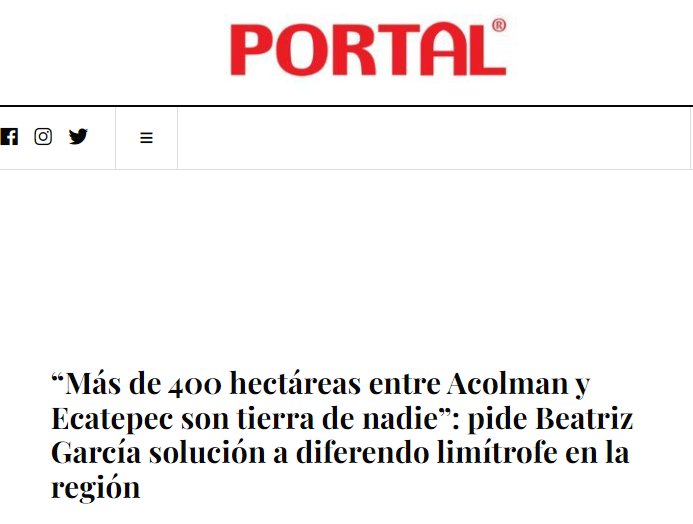 PORTAL®
“Más de 400 hectáreas entre Acolman y
Ecatepec son tierra de nadie”: pide Beatriz
García solución a diferendo limítrofe en la
región